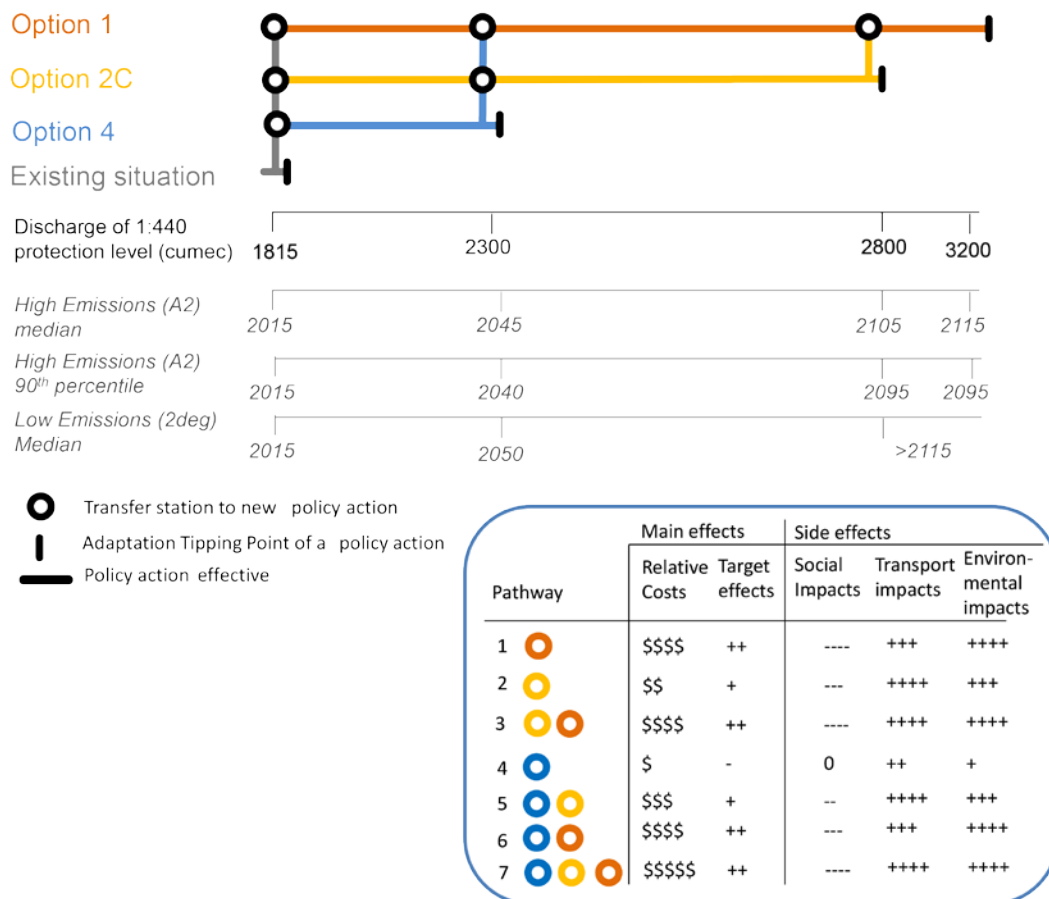 Option 1
Option 2C
Option 4
Existing situation
Discharge of 1:440
protection level (cumec)
1815 2300 2800 3200
High Emissions (A2)
median
2015 2045 2105 2115
High Emissions (A2)
90th percentile
2015 2040 2095 2095
Low Emissions (2deg)
Median
2015 2050 >2115
Transfer station to new policy action
Adaptation Tipping Point of a policy action
Policy action effective
Main effects Side effects
Pathway
Relative Costs
Target effects
Social Impacts
Transport impacts
Environ-
mental
impacts
1 $$$$ ++ ---- +++ ++++
2 $$ + --- ++++ +++
3 $$$$ ++ ---- ++++ ++++
4 $ - 0 ++ +
5 $$$ + -- ++++ +++
6 $$$$ ++ --- +++ ++++
7 $$$$$ ++ ---- ++++ ++++